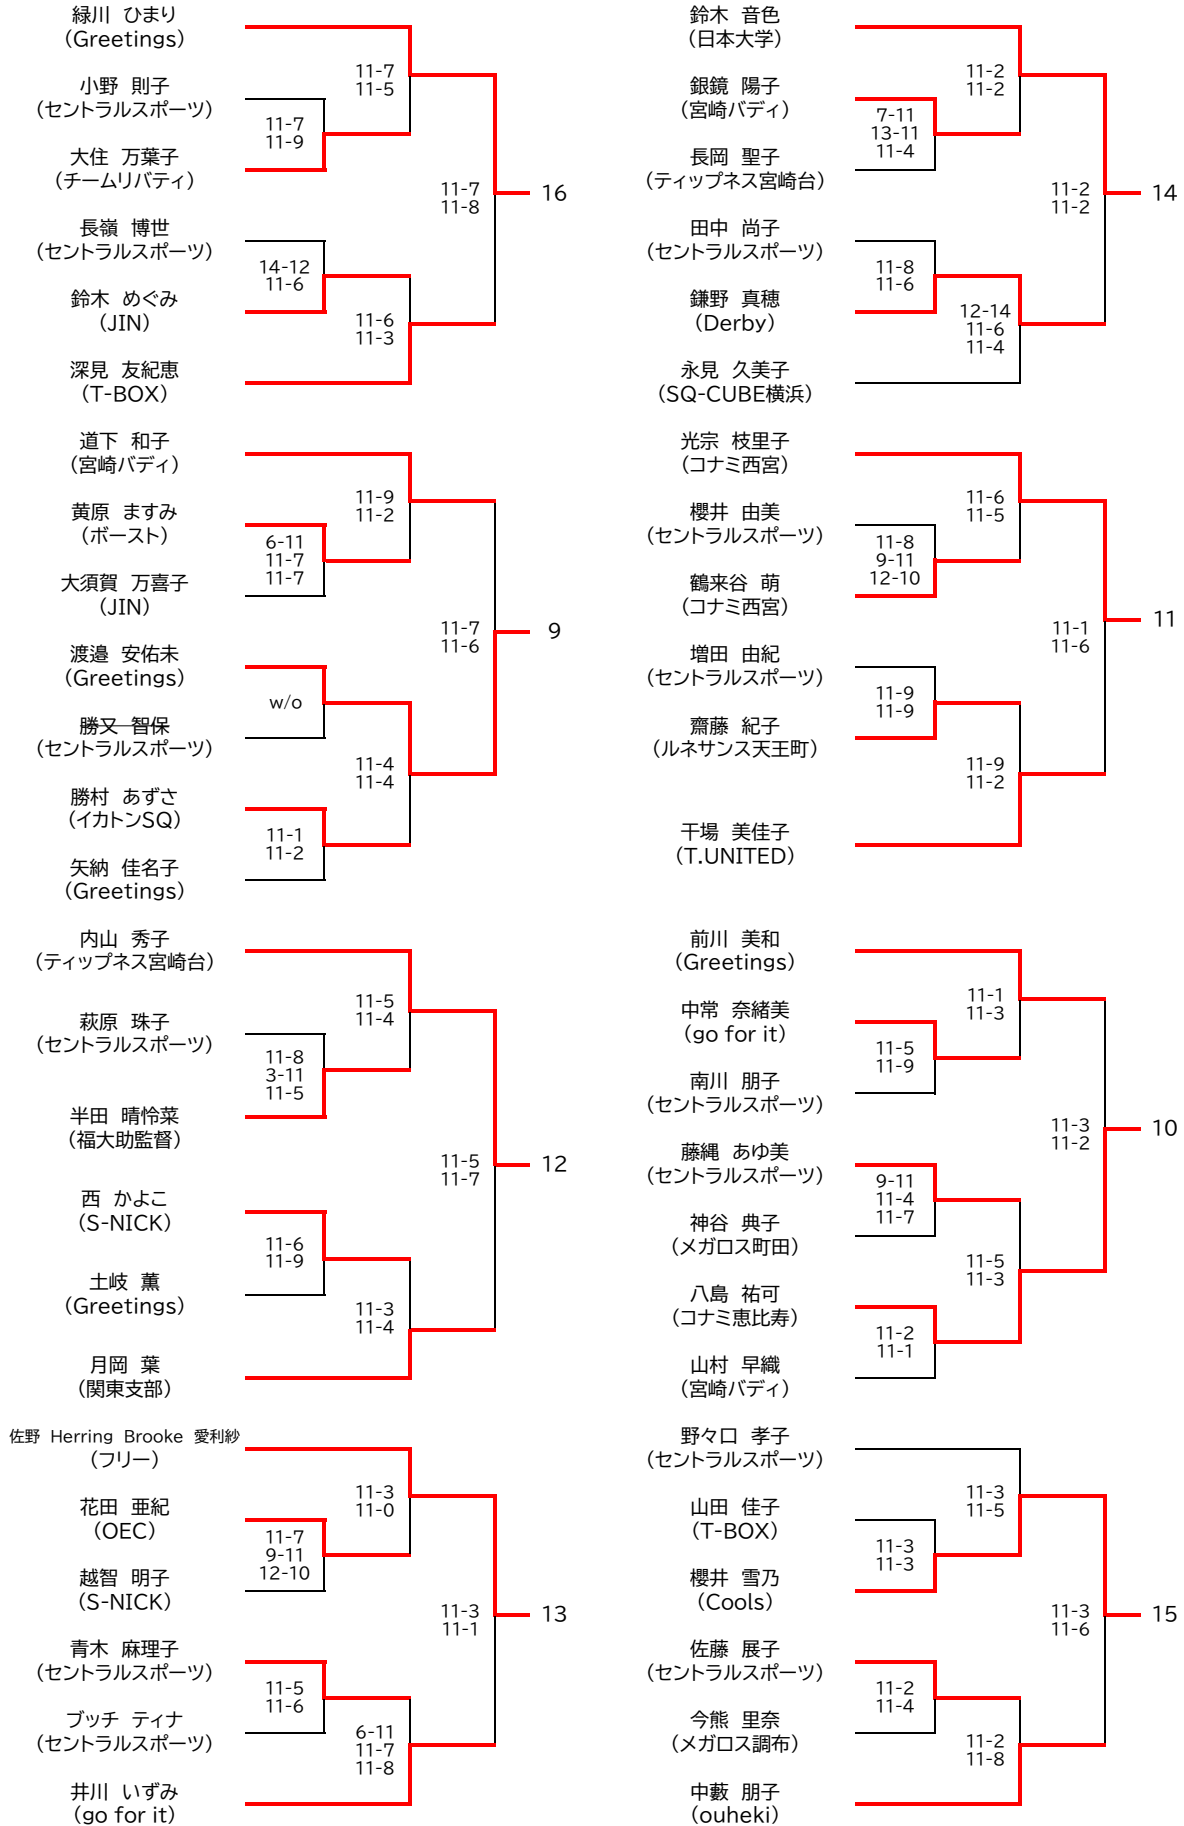 緑川 ひまり
(Greetings)
小野 則子
(セントラルスポーツ)
大住 万葉子
(チームリバティ)
長嶺 博世
(セントラルスポーツ)
鈴木 めぐみ
(JIN)
深見 友紀恵
(T-BOX)
11-7
11-9
11-7
11-5
14-12
11-6
11-6
11-3
11-7
11-8
16
道下 和子
(宮崎バディ)
黄原 ますみ
(ボースト)
大須賀 万喜子
(JIN)
渡邉 安佑未
(Greetings)
勝又 智保
(セントラルスポーツ)
勝村 あずさ
(イカトンSQ)
矢納 佳名子
(Greetings)
11-9
11-2
6-11
11-7
11-7
w/o
11-4
11-4
11-1
11-2
11-7
11-6
9
内山 秀子
(ティップネス宮崎台)
萩原 珠子
(セントラルスポーツ)
半田 晴怜菜
(福大助監督)
西 かよこ
(S-NICK)
土岐 薫
(Greetings)
月岡 葉
(関東支部)
11-5
11-4
11-8
3-11
11-5
11-6
11-9
11-3
11-4
11-5
11-7
12
佐野 Herring Brooke 愛利紗
(フリー)
花田 亜紀
(OEC)
越智 明子
(S-NICK)
青木 麻理子
(セントラルスポーツ)
ブッチ ティナ
(セントラルスポーツ)
井川 いずみ
(go for it)
11-3
11-0
11-7
9-11
12-10
11-5
11-6
6-11
11-7
11-8
11-3
11-1
13
鈴木 音色
(日本大学)
銀鏡 陽子
(宮崎バディ)
長岡 聖子
(ティップネス宮崎台)
田中 尚子
(セントラルスポーツ)
鎌野 真穂
(Derby)
永見 久美子
(SQ-CUBE横浜)
11-2
11-2
7-11
13-11
11-4
11-8
11-6
12-14
11-6
11-4
11-2
11-2
14
光宗 枝里子
(コナミ西宮)
櫻井 由美
(セントラルスポーツ)
鶴来谷 萌
(コナミ西宮)
増田 由紀
(セントラルスポーツ)
齋藤 紀子
(ルネサンス天王町)
干場 美佳子
(T.UNITED)
11-6
11-5
11-8
9-11
12-10
11-9
11-9
11-9
11-2
11-1
11-6
11
前川 美和
(Greetings)
中常 奈緒美
(go for it)
南川 朋子
(セントラルスポーツ)
藤縄 あゆ美
(セントラルスポーツ)
神谷 典子
(メガロス町田)
八島 祐可
(コナミ恵比寿)
山村 早織
(宮崎バディ)
11-1
11-3
11-5
11-9
9-11
11-4
11-7
11-5
11-3
11-2
11-1
11-3
11-2
10
野々口 孝子
(セントラルスポーツ)
山田 佳子
(T-BOX)
櫻井 雪乃
(Cools)
佐藤 展子
(セントラルスポーツ)
今熊 里奈
(メガロス調布)
中藪 朋子
(ouheki)
11-3
11-5
11-3
11-3
11-2
11-4
11-2
11-8
11-3
11-6
15